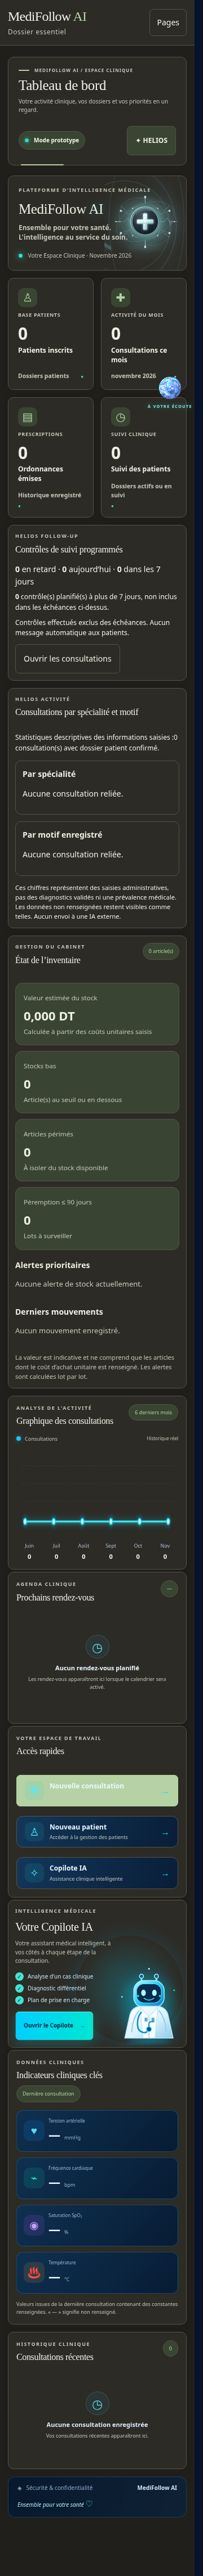 MediFollow AI
Dossier essentiel
Pages
MEDIFOLLOW AI / ESPACE CLINIQUE
Tableau de bord
Votre activité clinique, vos dossiers et vos priorités en un
regard.
Mode prototype
✦ HELIOS
PLATEFORME D'INTELLIGENCE MÉDICALE
MediFollow AI
Ensemble pour votre santé.
L'intelligence au service du soin.
Votre Espace Clinique · Novembre 2026
BASE PATIENTS
0
Patients inscrits
Dossiers patients
ACTIVITÉ DU MOIS
0
Consultations ce
mois
novembre 2026
À VOTRE ÉCOUTE
PRESCRIPTIONS
0
Ordonnances
émises
Historique enregistré
SUIVI CLINIQUE
0
Suivi des patients
Dossiers actifs ou en
suivi
HELIOS FOLLOW-UP
Contrôles de suivi programmés
0 en retard · 0 aujourd'hui · 0 dans les 7
jours
0 contrôle(s) planifié(s) à plus de 7 jours, non inclus
dans les échéances ci-dessus.
Contrôles effectués exclus des échéances. Aucun
message automatique aux patients.
Ouvrir les consultations
HELIOS ACTIVITÉ
Consultations par spécialité et motif
Statistiques descriptives des informations saisies :0
consultation(s) avec dossier patient confirmé.
Par spécialité
Aucune consultation reliée.
Par motif enregistré
Aucune consultation reliée.
Ces chiffres représentent des saisies administratives,
pas des diagnostics validés ni une prévalence médicale.
Les données non renseignées restent visibles comme
telles. Aucun envoi à une IA externe.
GESTION DU CABINET
État de l'inventaire
0 article(s)
Valeur estimée du stock
0,000 DT
Calculée à partir des coûts unitaires saisis
Stocks bas
0
Article(s) au seuil ou en dessous
Articles périmés
0
À isoler du stock disponible
Péremption ≤ 90 jours
0
Lots à surveiller
Alertes prioritaires
Aucune alerte de stock actuellement.
Derniers mouvements
Aucun mouvement enregistré.
La valeur est indicative et ne comprend que les articles
dont le coût d'achat unitaire est renseigné. Les alertes
sont calculées lot par lot.
ANALYSE DE L'ACTIVITÉ
Graphique des consultations
6 derniers mois
Consultations
Historique réel
Juin Juil Août Sept Oct Nov
0 0 0 0 0 0
AGENDA CLINIQUE
Prochains rendez-vous
—
Aucun rendez-vous planifié
Les rendez-vous apparaîtront ici lorsque le calendrier sera
activé.
VOTRE ESPACE DE TRAVAIL
Accès rapides
Nouvelle consultation
→
Nouveau patient
Accéder à la gestion des patients
→
Copilote IA
Assistance clinique intelligente
→
INTELLIGENCE MÉDICALE
Votre Copilote IA
Votre assistant médical intelligent, à
vos côtés à chaque étape de la
consultation.
✓ Analyse d'un cas clinique
✓ Diagnostic différentiel
✓ Plan de prise en charge
Ouvrir le Copilote
DONNÉES CLINIQUES
Indicateurs cliniques clés
Dernière consultation
Tension artérielle
— mmHg
Fréquence cardiaque
— bpm
Saturation SpO₂
— %
Température
— °C
Valeurs issues de la dernière consultation contenant des constantes
renseignées. « — » signifie non renseigné.
HISTORIQUE CLINIQUE
Consultations récentes
0
Aucune consultation enregistrée
Vos consultations récentes apparaîtront ici.
Sécurité & confidentialité
MediFollow AI
Ensemble pour votre santé ♡